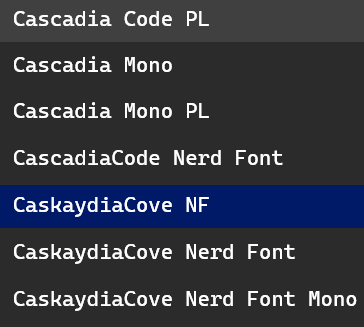 Cascadia Code PL
Cascadia Mono
Cascadia Mono PL
CascadiaCode Nerd Font
CaskaydiaCove NF
CaskaydiaCove Nerd Font
CaskaydiaCove Nerd Font Mono